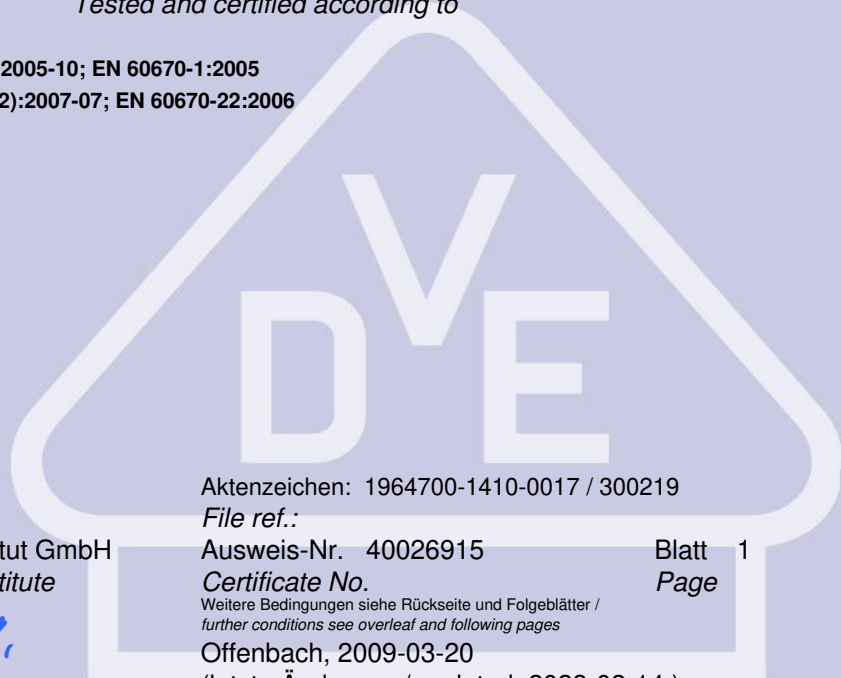 Tested and certified according to
2005-10; EN 60670-1:2005
2):2007-07; EN 60670-22:2006
VDE
Aktenzeichen: 1964700-1410-0017 / 300219
File ref.:
tut GmbH Ausweis-Nr. 40026915 Blatt 1
titute Certificate No. Page
Weitere Bedingungen siehe Rückseite und Folgeblätter /
further conditions see overleaf and following pages
Offenbach, 2009-03-20